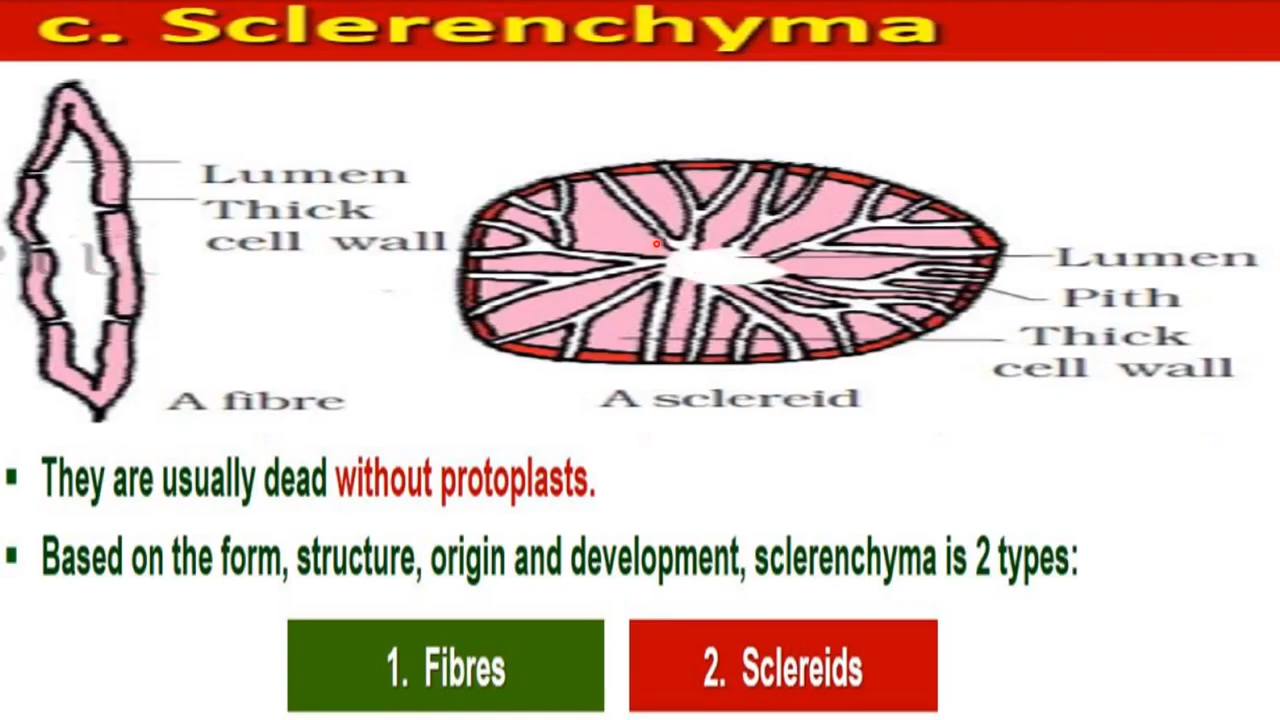 c. Sclerenchyma
Lumen
Thick
cell wall
A fibre
Lumen
Pith
Thick
cell wall
A sclereid
▪ They are usually dead without protoplasts.
▪ Based on the form, structure, origin and development, sclerenchyma is 2 types:
1. Fibres
2. Sclereids